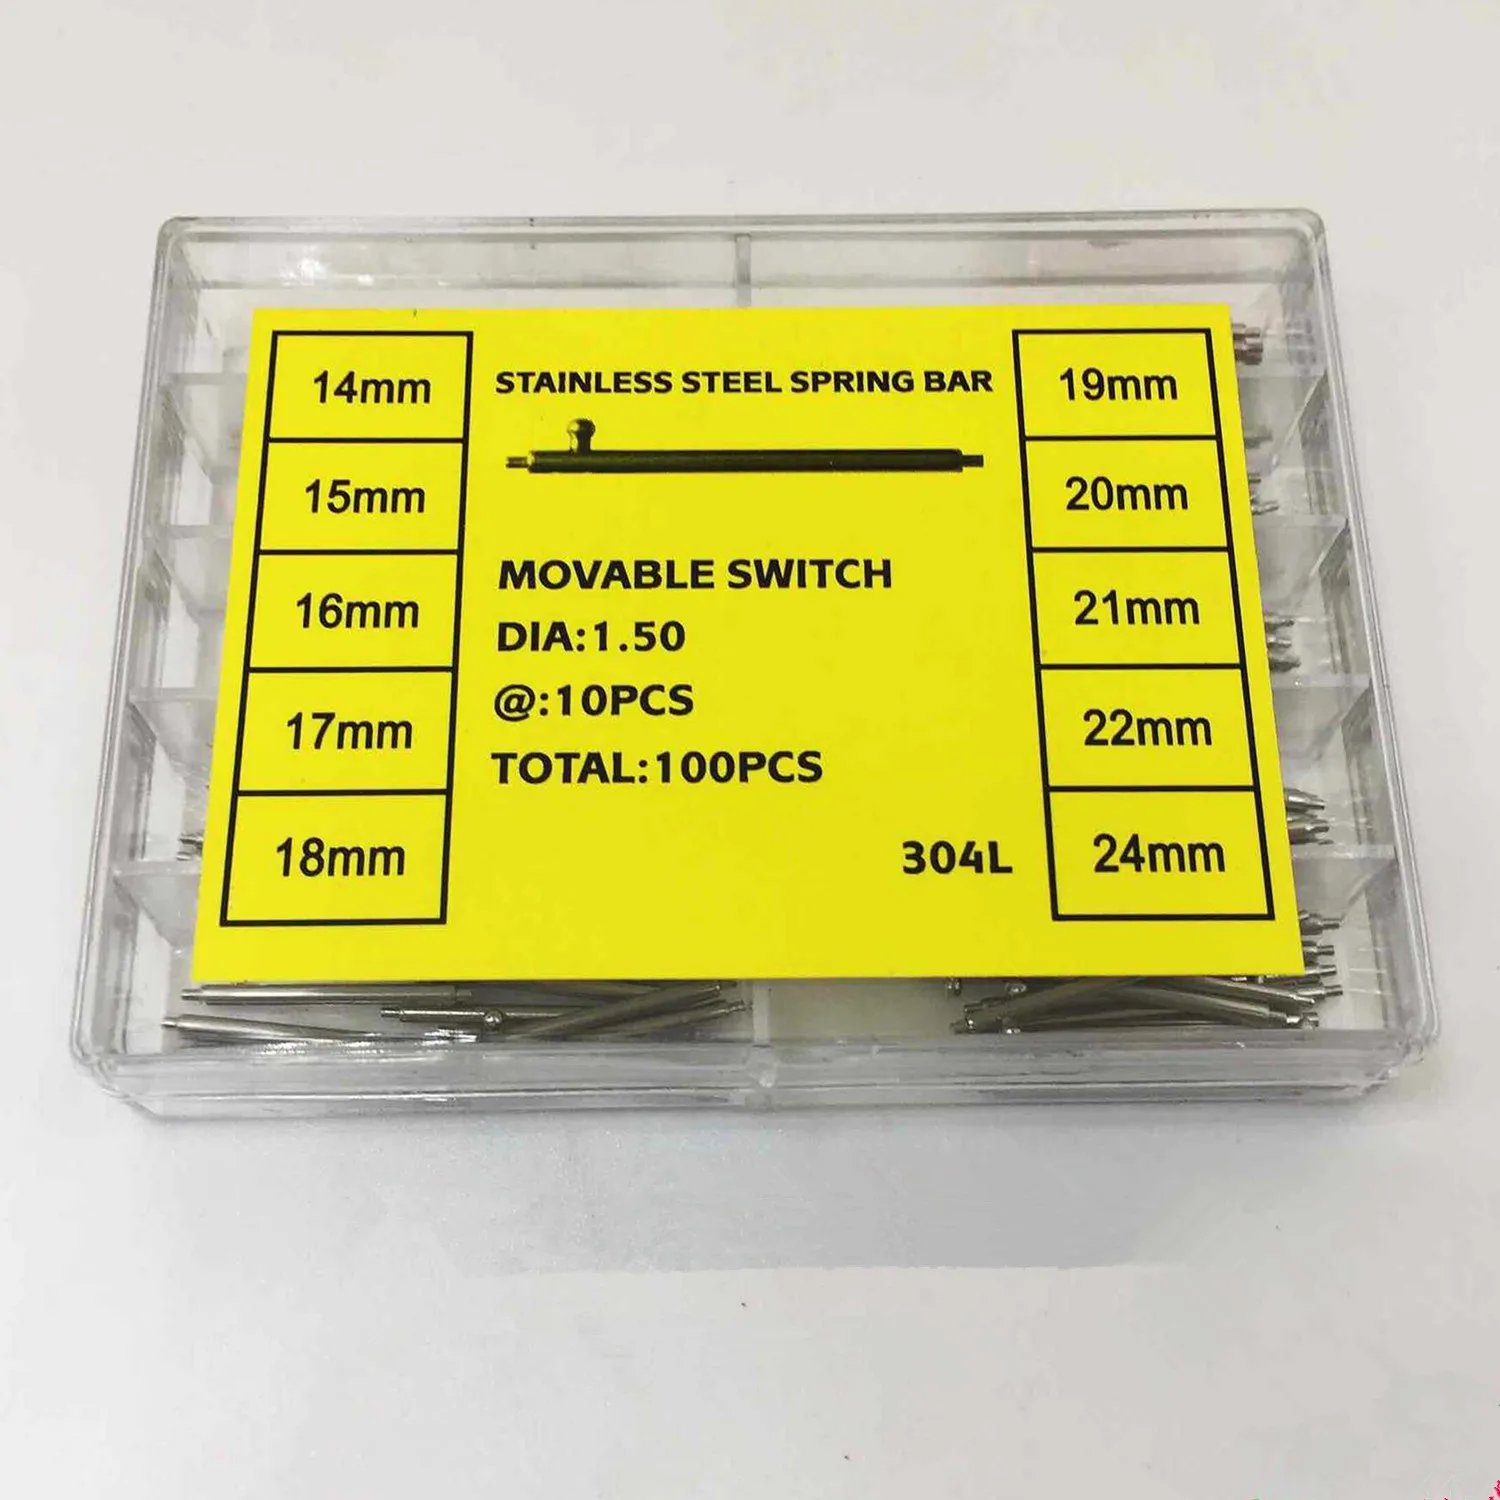 14mm
15mm
16mm
17mm
18mm
STAINLESS STEEL SPRING BAR
MOVABLE SWITCH
DIA:1.50
@:10PCS
TOTAL:100PCS
304L
19mm
20mm
21mm
22mm
24mm